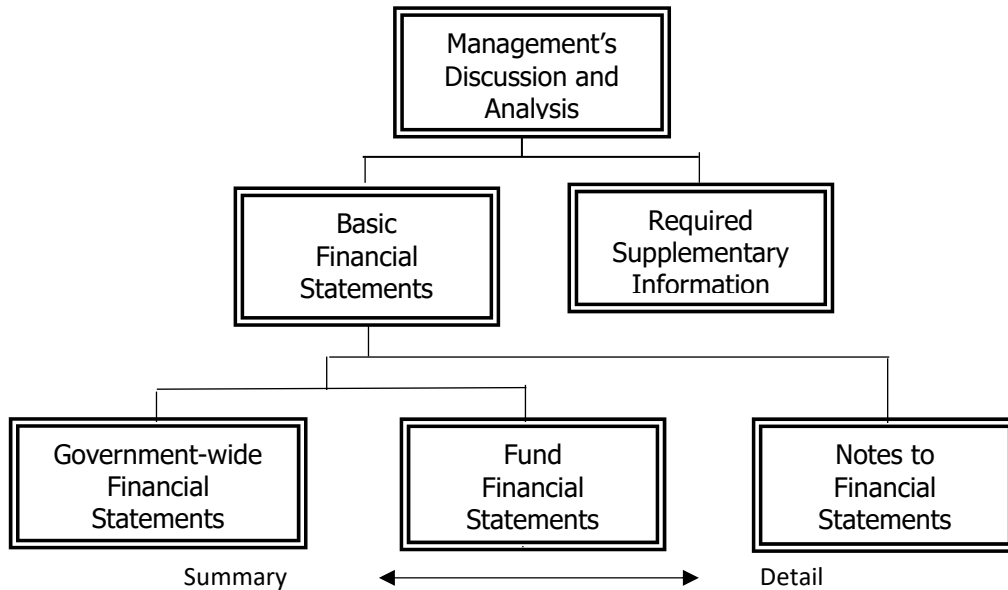 Management’s
Discussion and
Analysis
Basic
Financial
Statements
Required
Supplementary
Information
Government-wide
Financial
Statements
Fund
Financial
Statements
Notes to
Financial
Statements
Summary
Detail